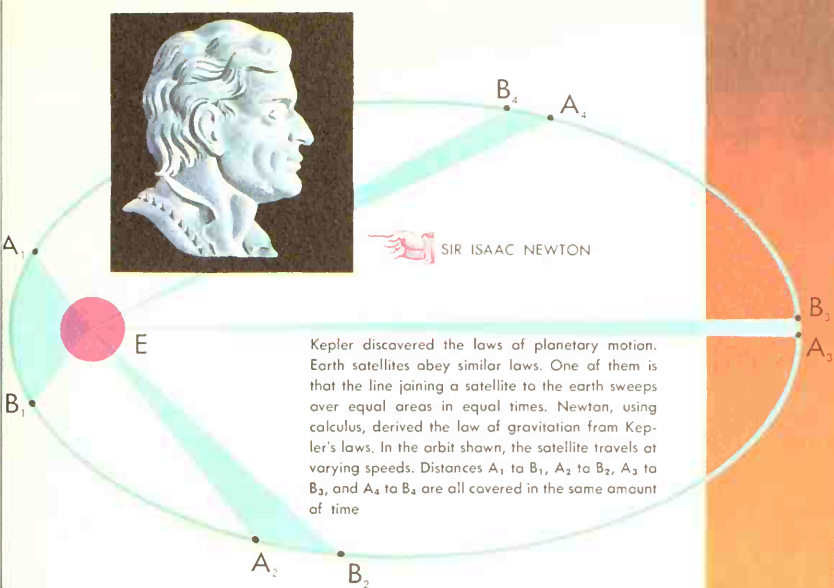 B₄
A₄
A₁
SIR ISAAC NEWTON
B₃
E
A₃
Kepler discovered the laws of planetary motion.
Earth satellites abey similar laws. One of them is
that the line joining a satellite to the earth sweeps
over equal areas in equal times. Newtan, using
calculus, derived the law of gravitation from Kep-
ler's laws. In the orbit shown, the satellite travels at
varying speeds. Distances A₁ to B₁, A₂ to B₂, A₃ to
B₃, and A₄ ta B₄ are all covered in the same amount
of time
B₁
A₂
B₂